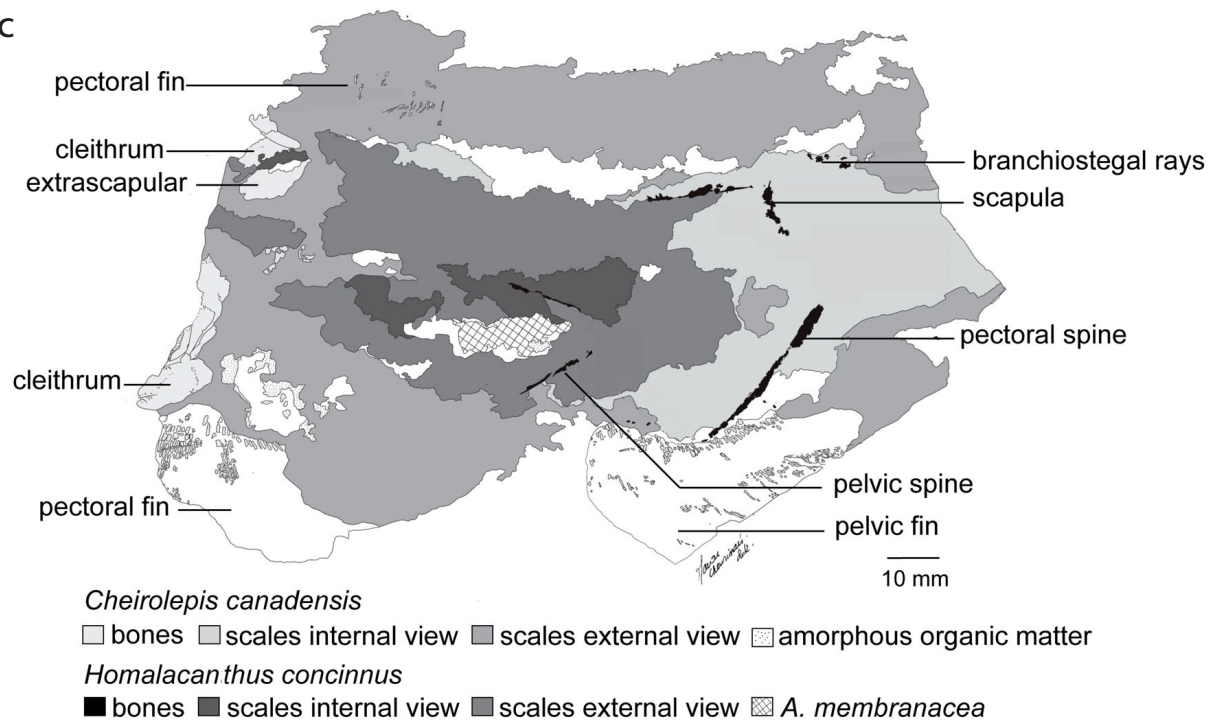 C
pectoral fin
cleithrum
extrascapular
cleithrum
pectoral fin
branchiostegal rays
scapula
pectoral spine
pelvic spine
pelvic fin
10 mm
Cheirolepis canadensis
bones scales internal view scales external view amorphous organic matter
Homalacanthus concinnus
bones scales internal view scales external view A. membranacea